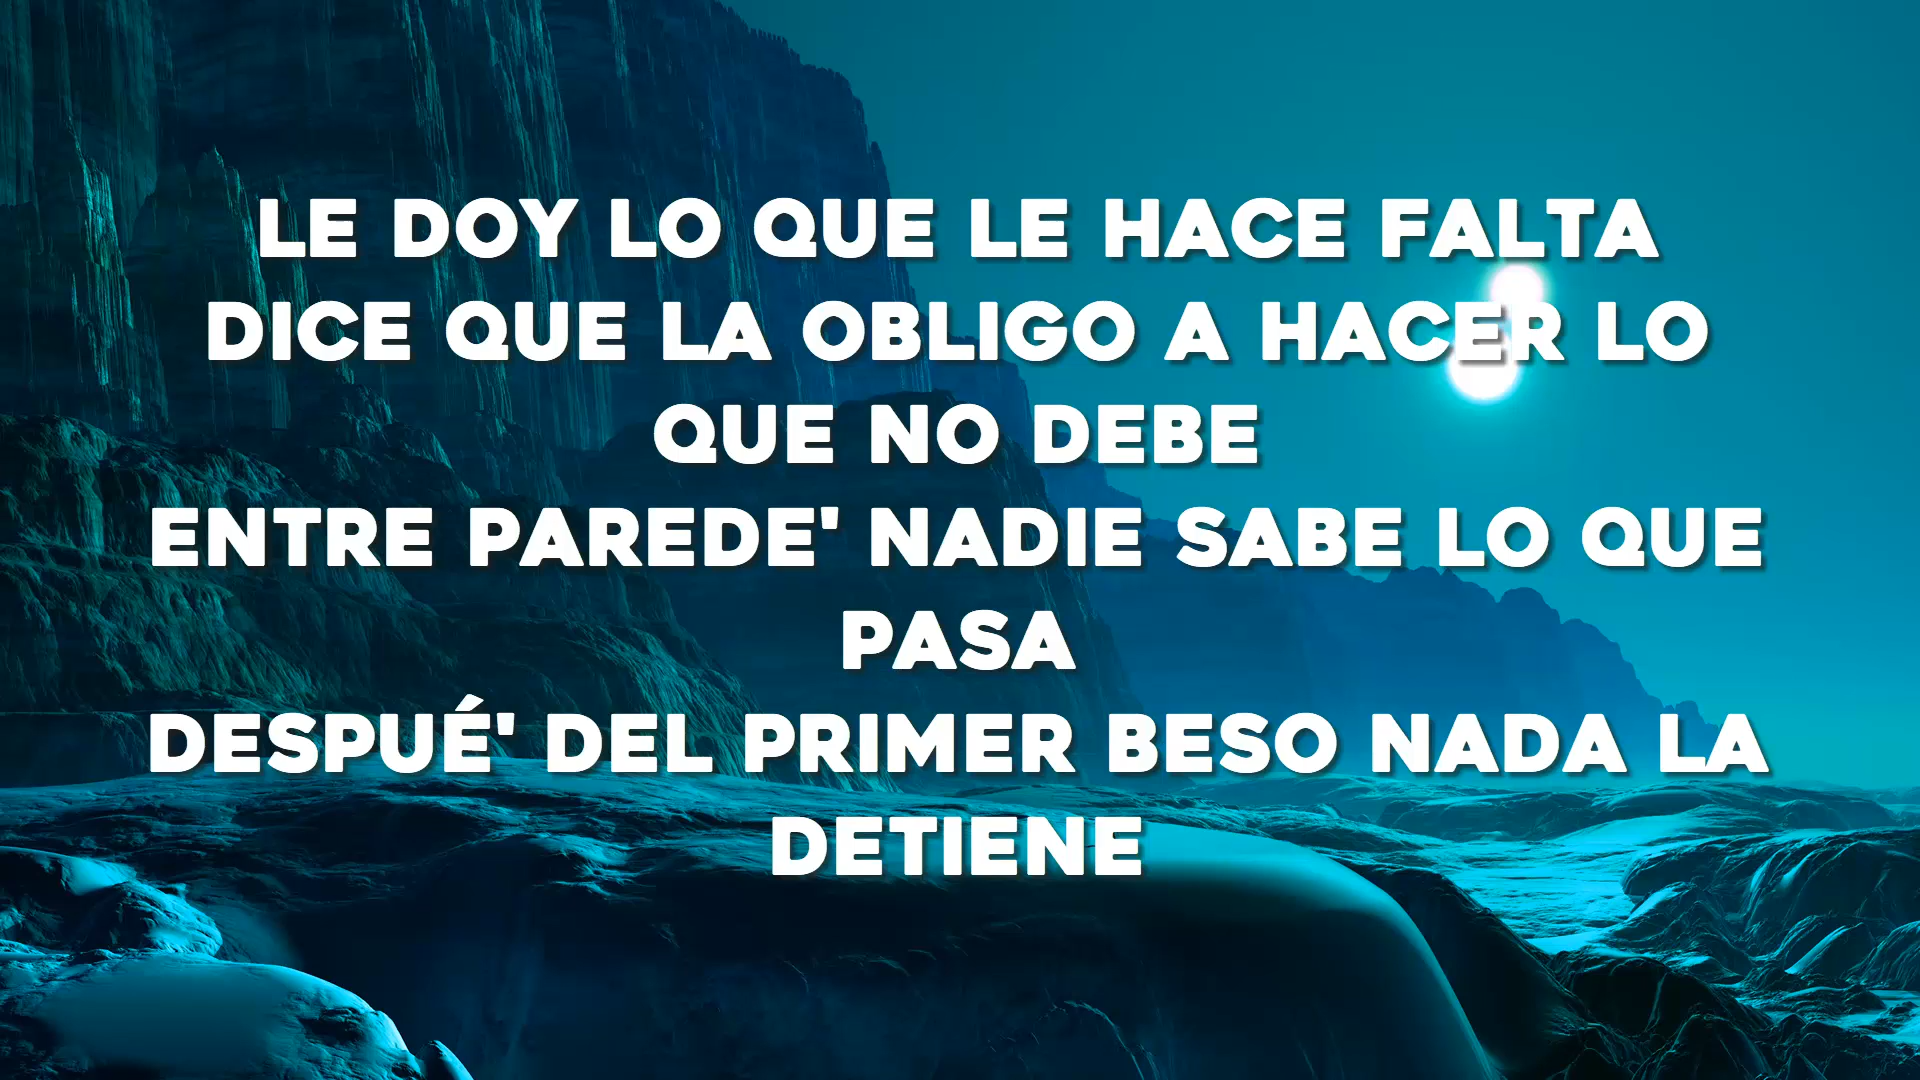 LE DOY LO QUE LE HACE FALTA
DICE QUE LA OBLIGO A HACER LO
QUE NO DEBE
ENTRE PAREDE' NADIE SABE LO QUE
PASA
DESPUÉ' DEL PRIMER BESO NADA LA
DETIENE